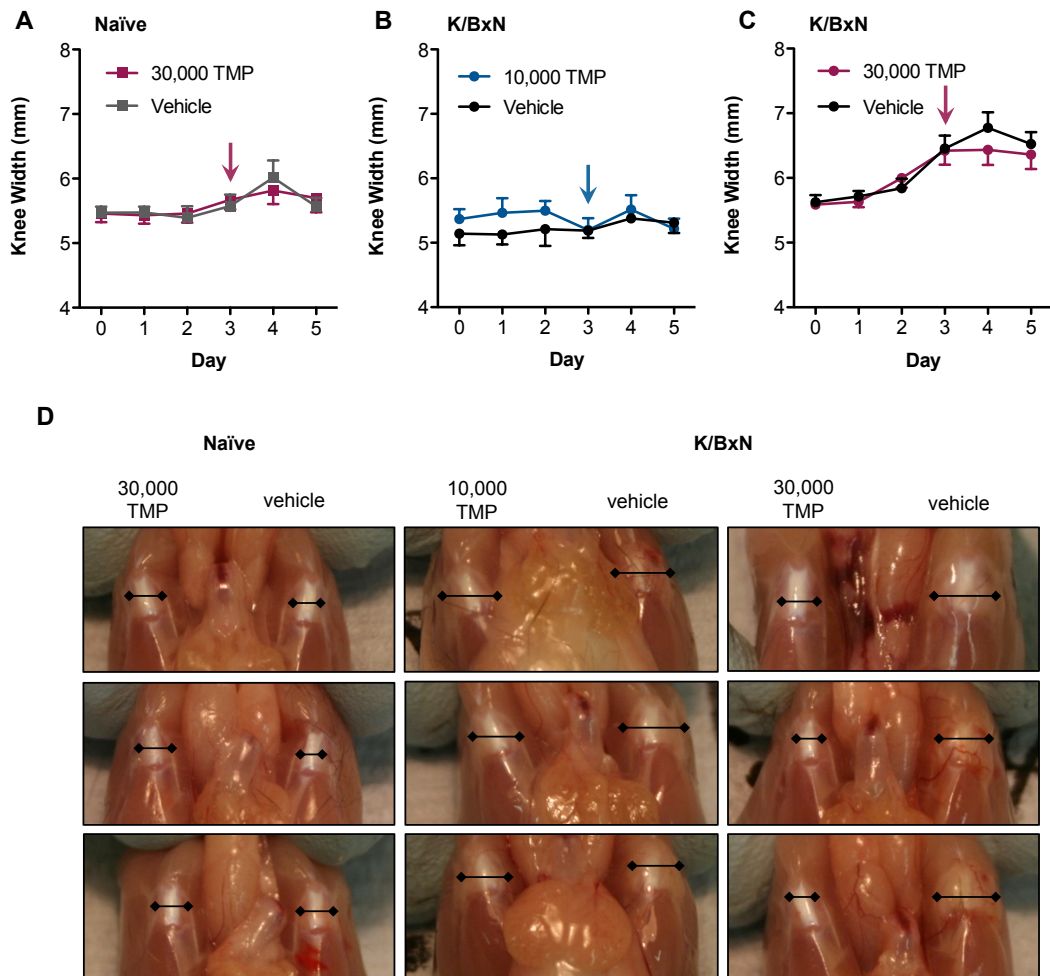 A Naïve
8
7
6
5
4
Knee Width (mm)
30,000 TMP
Vehicle
0 1 2 3 4 5
Day
B K/BxN
8
7
6
5
4
Knee Width (mm)
10,000 TMP
Vehicle
0 1 2 3 4 5
Day
C K/BxN
8
7
6
5
4
Knee Width (mm)
30,000 TMP
Vehicle
0 1 2 3 4 5
Day
D
Naïve
K/BxN
30,000
TMP
vehicle
10,000
TMP
vehicle
30,000
TMP
vehicle